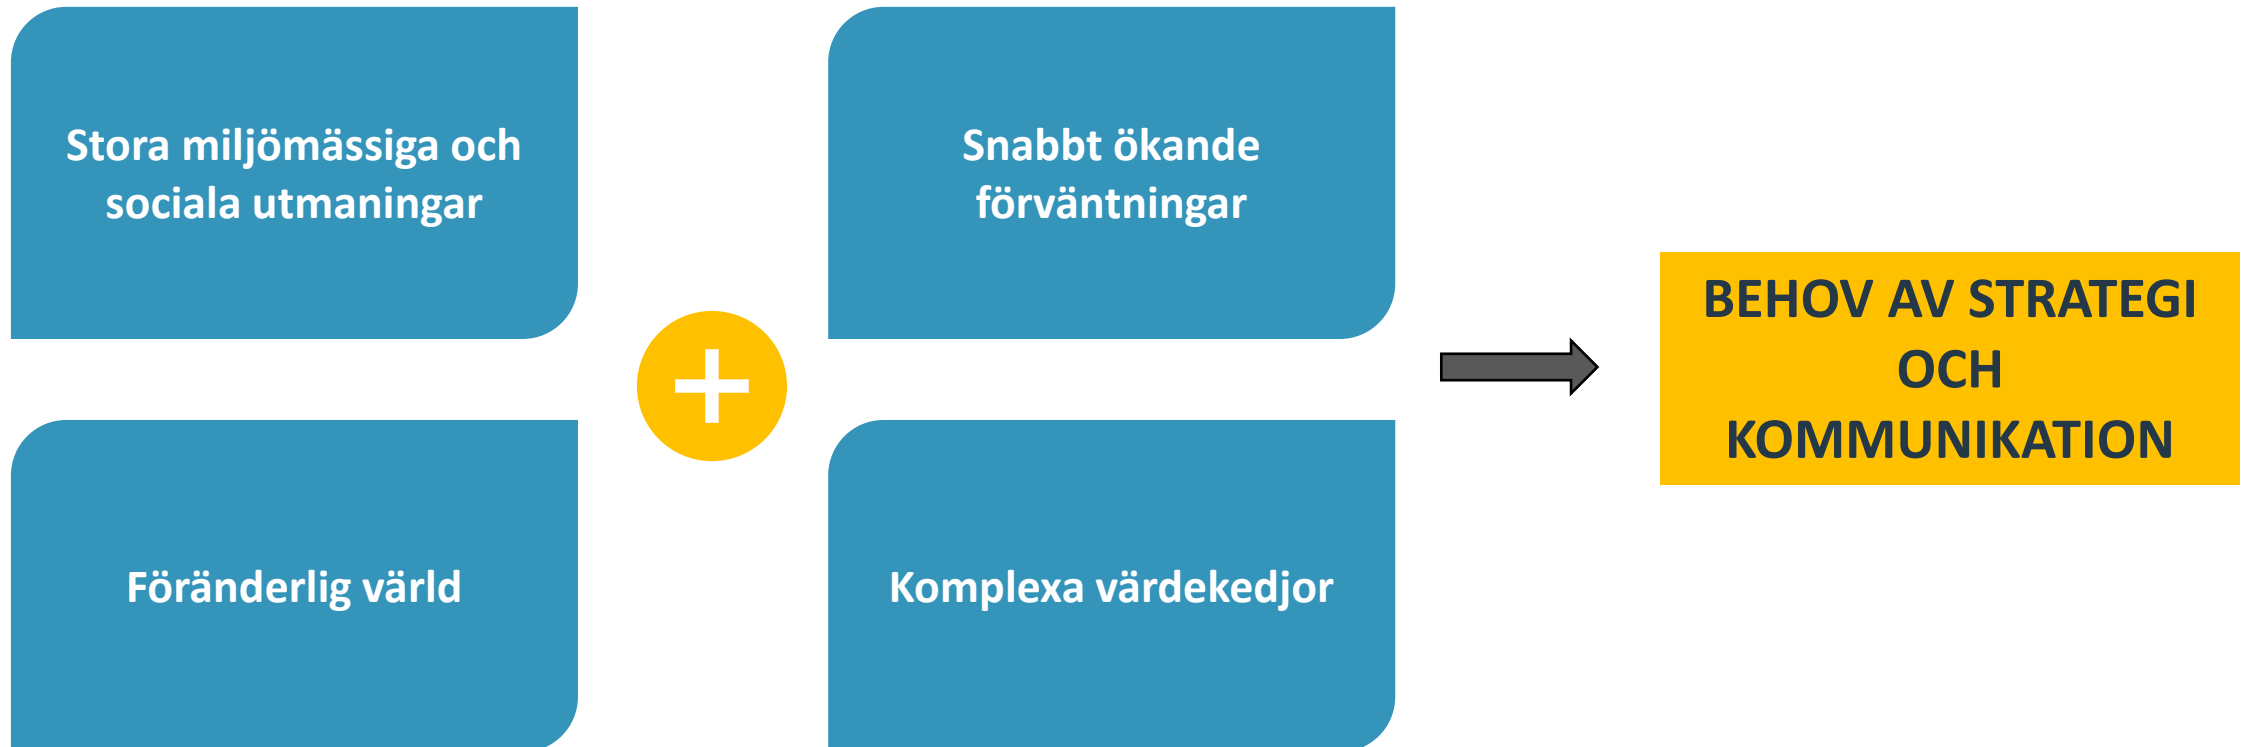 Stora miljömässiga och
sociala utmaningar
Snabbt ökande
förväntningar
Föränderlig värld
Komplexa värdekedjor
+
BEHOV AV STRATEGI
OCH
KOMMUNIKATION